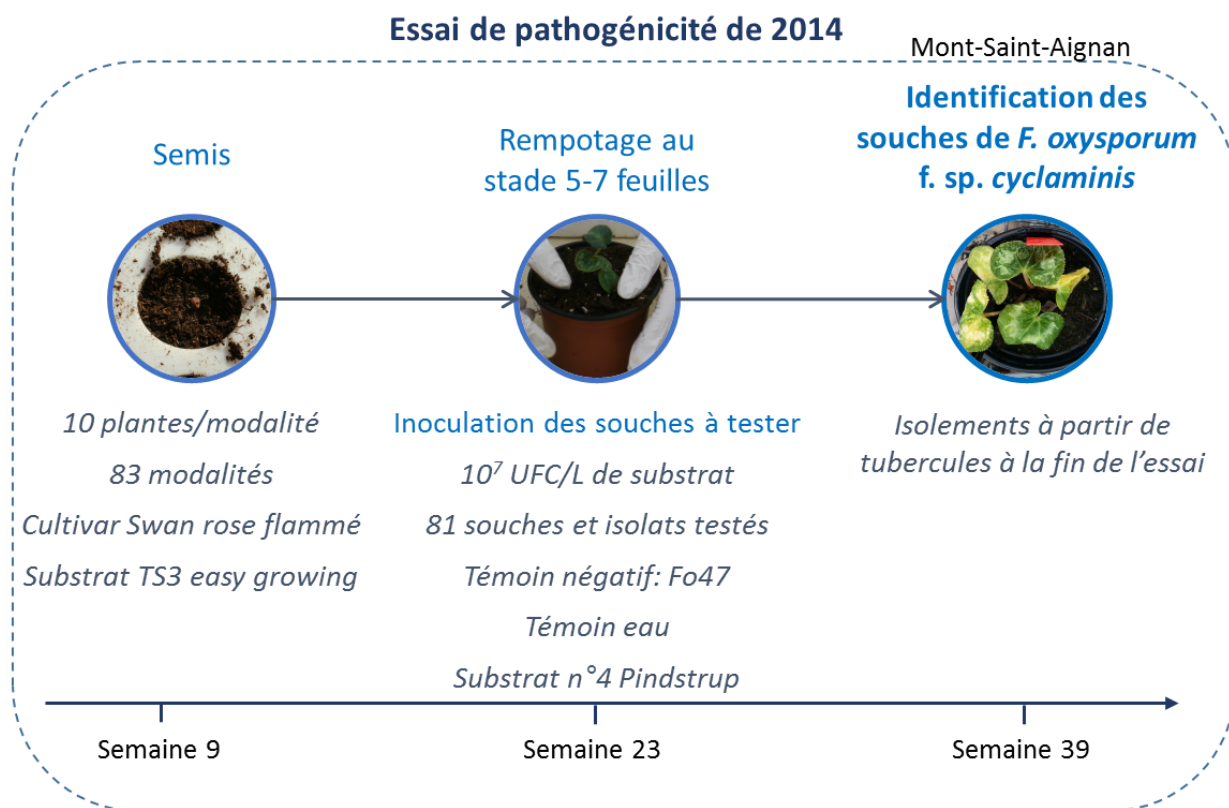 Essai de pathogénicité de 2014
Mont-Saint-Aignan
Semis
Rempotage au
stade 5-7 feuilles
Identification des
souches de F. oxysporum
f. sp. cyclaminis
10 plantes/modalité
83 modalités
Cultivar Swan rose flammé
Substrat TS3 easy growing
Inoculation des souches à tester
10⁷ UFC/L de substrat
81 souches et isolats testés
Témoin négatif: Fo47
Témoin eau
Substrat n°4 Pindstrup
Isolements à partir de
tubercules à la fin de l’essai
Semaine 9
Semaine 23
Semaine 39